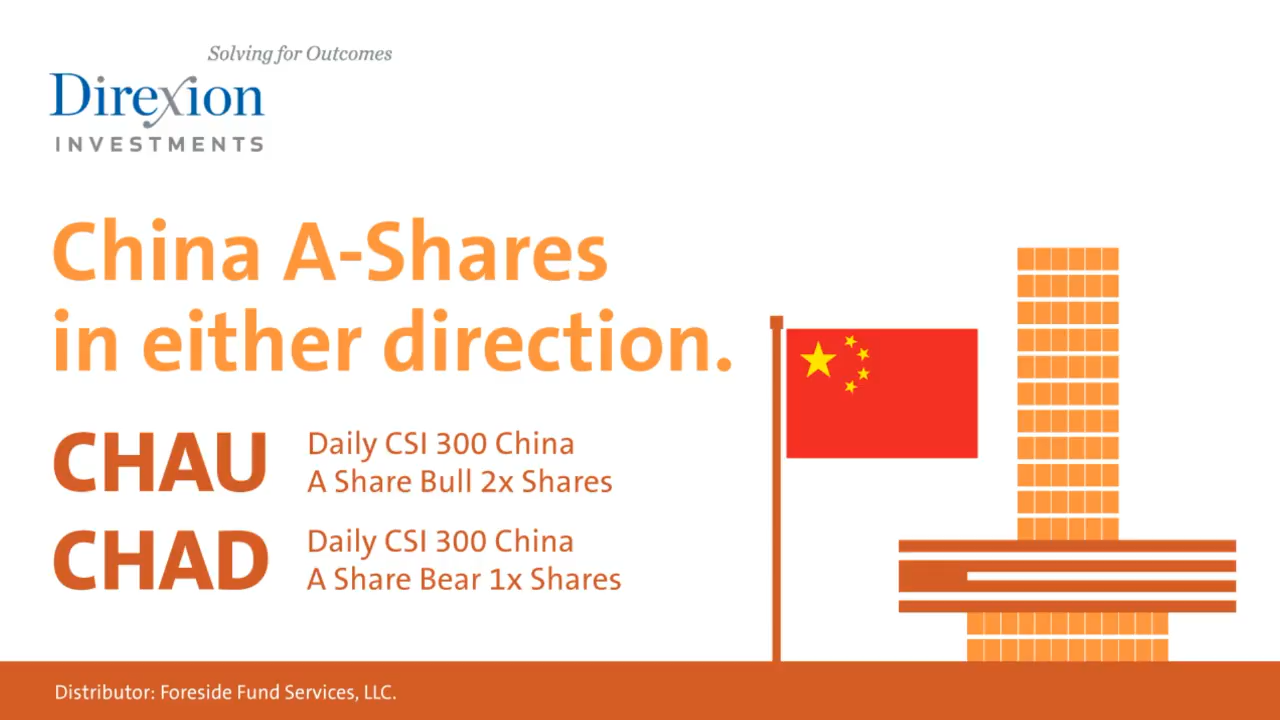 Solving for Outcomes
Direxion
INVESTMENTS
China A-Shares
in either direction.
CHAU
Daily CSI 300 China
A Share Bull 2x Shares
CHAD
Daily CSI 300 China
A Share Bear 1x Shares
Distributor: Foreside Fund Services, LLC.